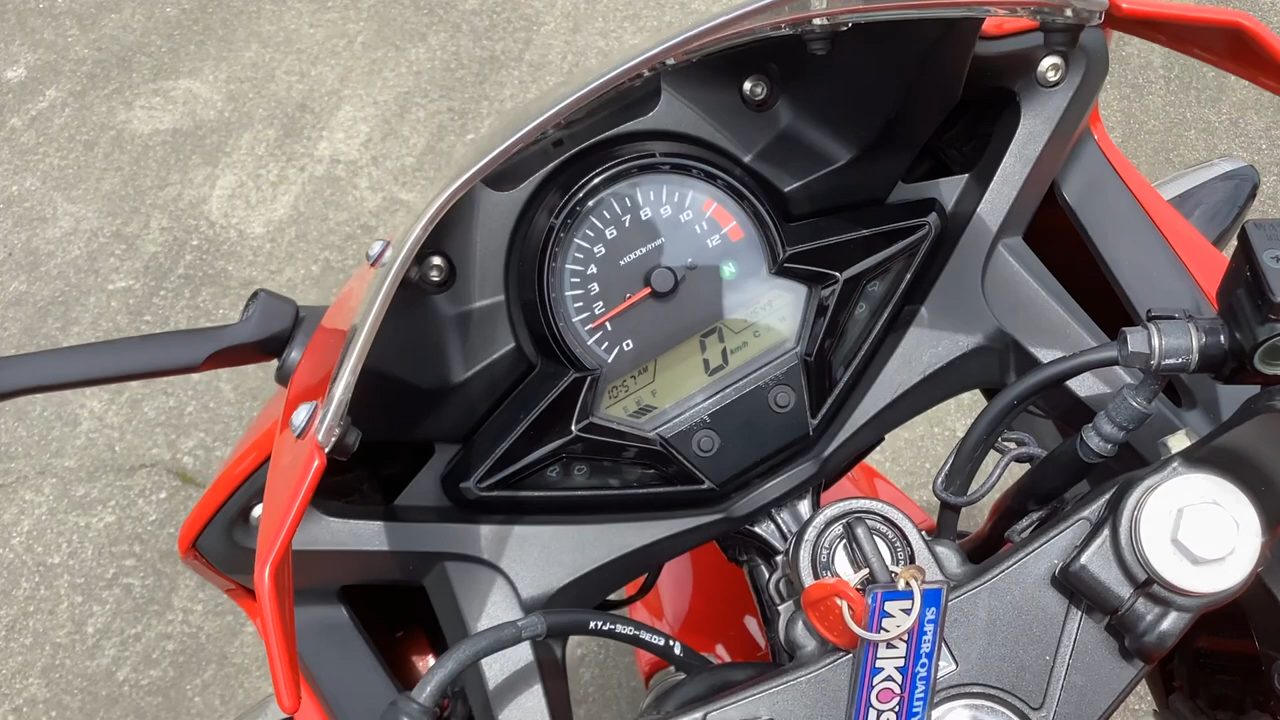 0
1
2
3
4
5
6
7
8
9
10
11
12
x1000r/min
N
0
km/h
10:57 AM
E
F
C
H
IGNITION
KYJ-900-9E03
WAKO'S
SUPER-QUALITY